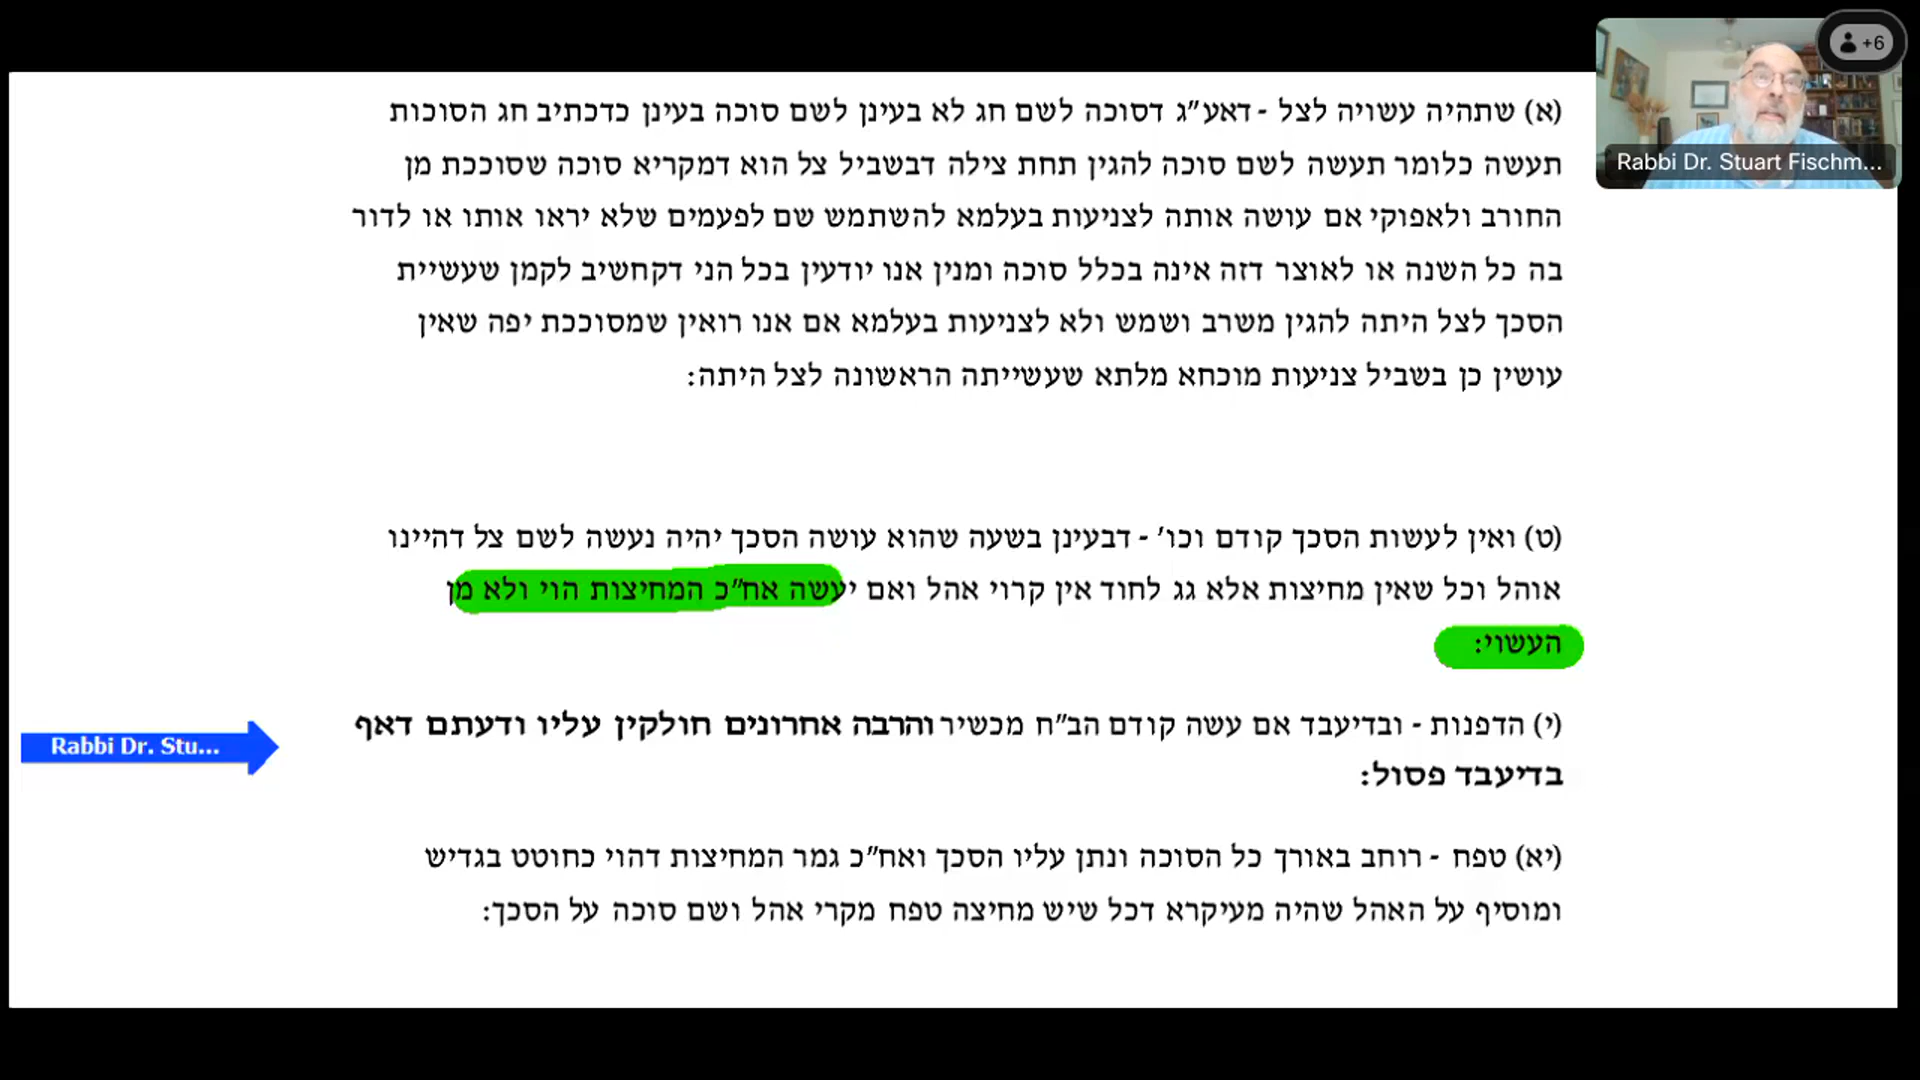 +6
Rabbi Dr. Stuart Fischm...
(א) שתהיה עשויה לצל - דאע"ג דסוכה לשם חג לא בעינן לשם סוכה בעינן כדכתיב חג הסוכות
תעשה כלומר תעשה לשם סוכה להגין תחת צילה דבשביל צל הוא דמקריא סוכה שסוככת מן
החורב ולאפוקי אם עושה אותה לצניעות בעלמא להשתמש שם לפעמים שלא יראו אותו או לדור
בה כל השנה או לאוצר דזה אינה בכלל סוכה ומנין אנו יודעין בכל הני דקחשיב לקמן שעשיית
הסכך לצל היתה להגין משרב ושמש ולא לצניעות בעלמא אם אנו רואין שמסוככת יפה שאין
עושין כן בשביל צניעות מוכחא מלתא שעשייתה הראשונה לצל היתה:
(ט) ואין לעשות הסכך קודם וכו' - דבעינן בשעה שהוא עושה הסכך יהיה נעשה לשם צל דהיינו
אוהל וכל שאין מחיצות אלא גג לחוד אין קרוי אהל ואם יעשה אח"כ המחיצות הוי ולא מן
העשוי:
(י) הדפנות - ובדיעבד אם עשה קודם הב"ח מכשיר והרבה אחרונים חולקין עליו ודעתם דאף
בדיעבד פסול:
Rabbi Dr. Stu...
(יא) טפח - רוחב באורך כל הסוכה ונתן עליו הסכך ואח"כ גמר המחיצות דהוי כחוטט בגדיש
ומוסיף על האהל שהיה מעיקרא דכל שיש מחיצה טפח מקרי אהל ושם סוכה על הסכך: